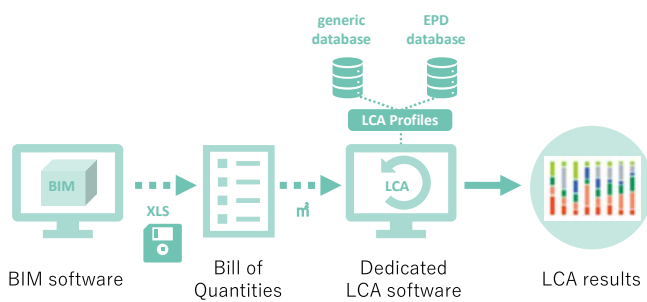 generic
database
EPD
database
LCA Profiles
BIM
XLS
㎥
LCA
BIM software
Bill of
Quantities
Dedicated
LCA software
LCA results